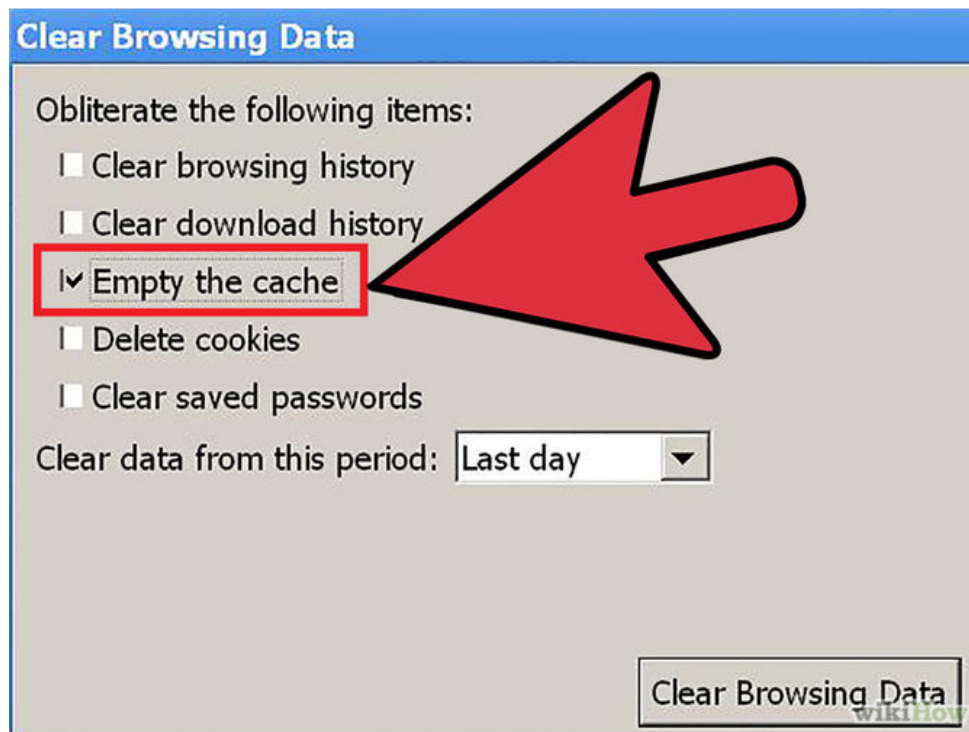 Clear Browsing Data
Obliterate the following items:
Clear browsing history
Clear download history
Empty the cache
Delete cookies
Clear saved passwords
Clear data from this period: Last day
Clear Browsing Data
wikiHow